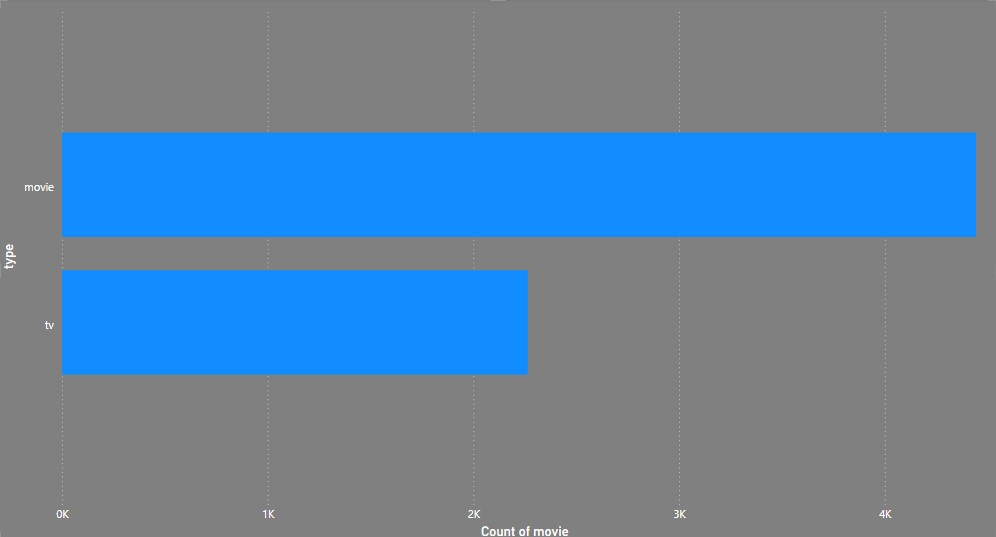 type
movie
tv
0K 1K 2K 3K 4K
Count of movie